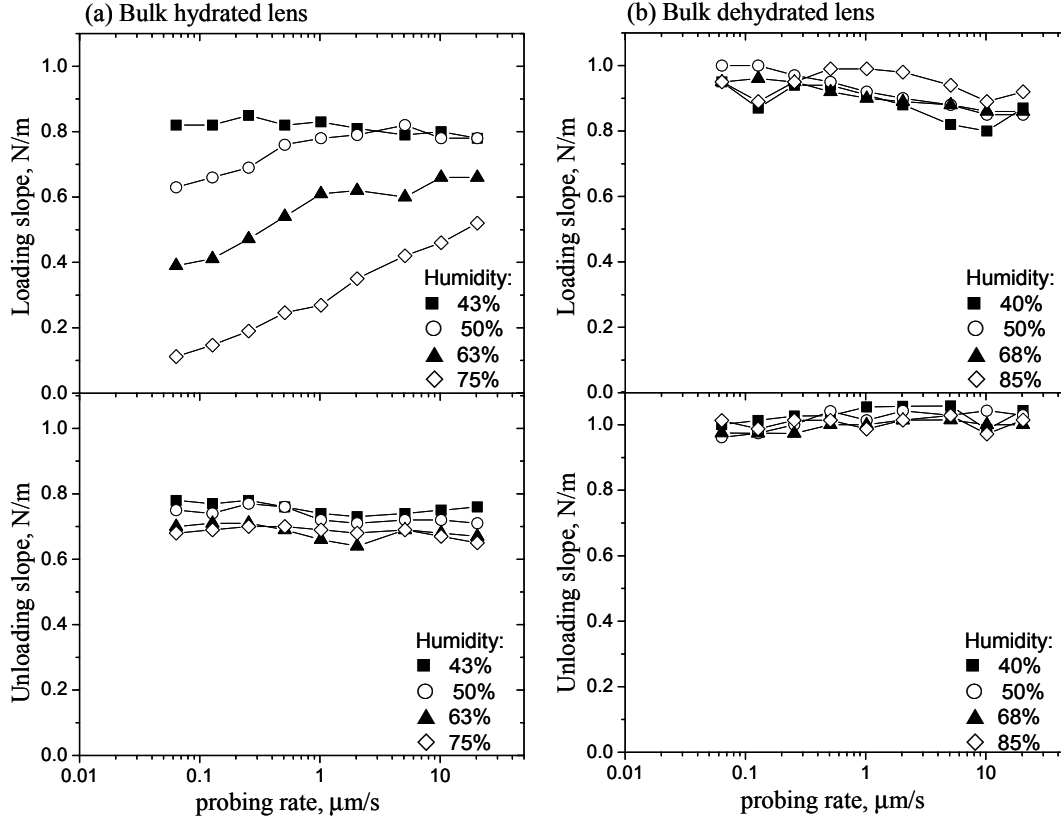 (a) Bulk hydrated lens
1.0
0.8
0.6
0.4
0.2
0.0
Loading slope, N/m
Humidity:
43%
50%
63%
75%
1.0
0.8
0.6
0.4
0.2
0.0
Unloading slope, N/m
Humidity:
43%
50%
63%
75%
0.01 0.1 1 10
probing rate, μm/s
(b) Bulk dehydrated lens
1.0
0.8
0.6
0.4
0.2
0.0
Loading slope, N/m
Humidity:
40%
50%
68%
85%
1.0
0.8
0.6
0.4
0.2
0.0
Unloading slope, N/m
Humidity:
40%
50%
68%
85%
0.01 0.1 1 10
probing rate, μm/s